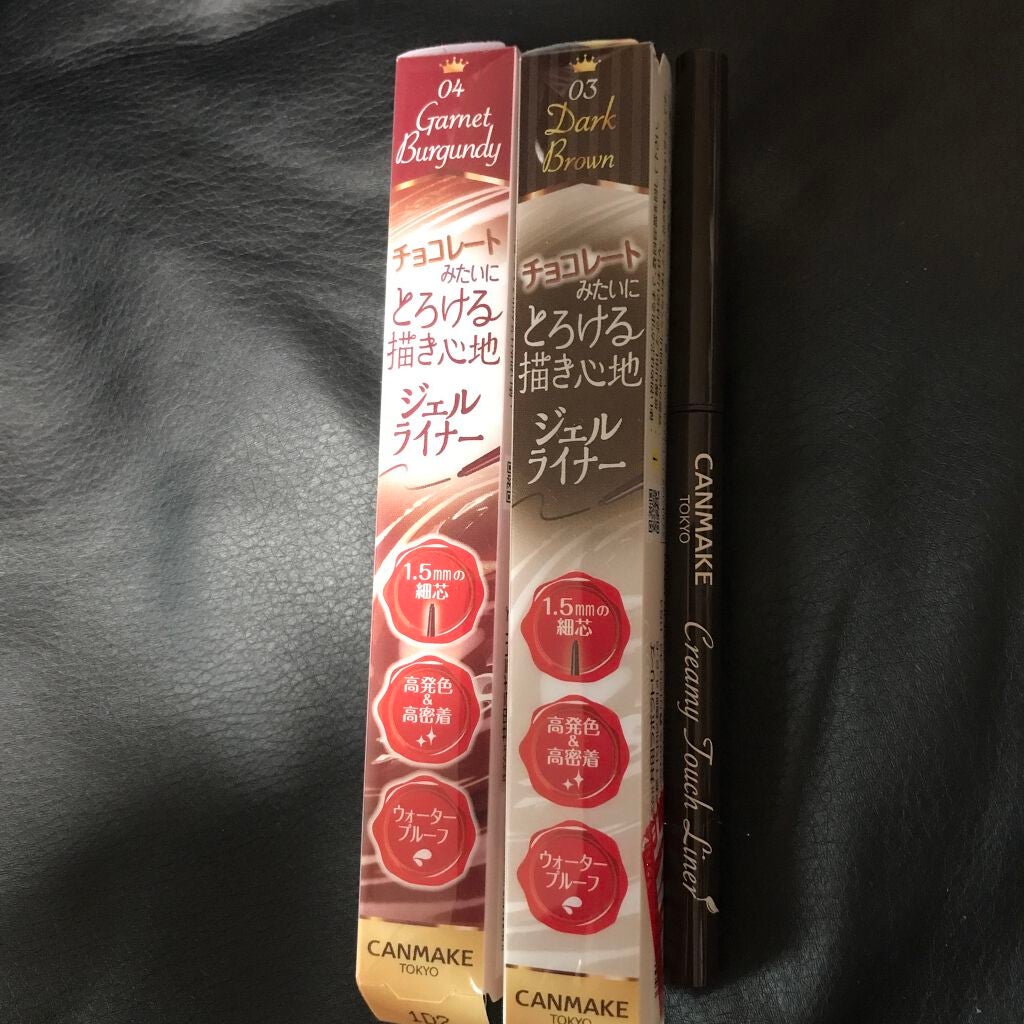 04
Garnet
Burgundy
チョコレート
みたいに
とろける
描き心地
ジェル
ライナー
1.5mmの
細芯
高発色
&
高密着
ウォーター
プルーフ
CANMAKE
TOKYO
03
Dark
Brown
チョコレート
みたいに
とろける
描き心地
ジェル
ライナー
1.5mmの
細芯
高発色
&
高密着
ウォーター
プルーフ
CANMAKE
TOKYO
CANMAKE
TOKYO
Creamy Touch Liner